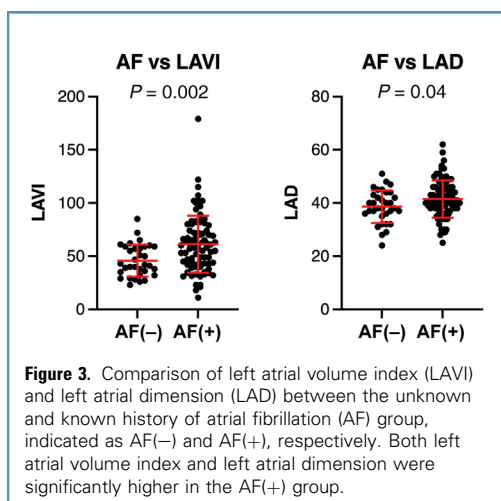 AF vs LAVI
P = 0.002
200
150
100
50
0
LAVI
AF(−) AF(+)
AF vs LAD
P = 0.04
80
60
40
20
0
LAD
AF(−) AF(+)
Figure 3. Comparison of left atrial volume index (LAVI)
and left atrial dimension (LAD) between the unknown
and known history of atrial fibrillation (AF) group,
indicated as AF(−) and AF(+), respectively. Both left
atrial volume index and left atrial dimension were
significantly higher in the AF(+) group.